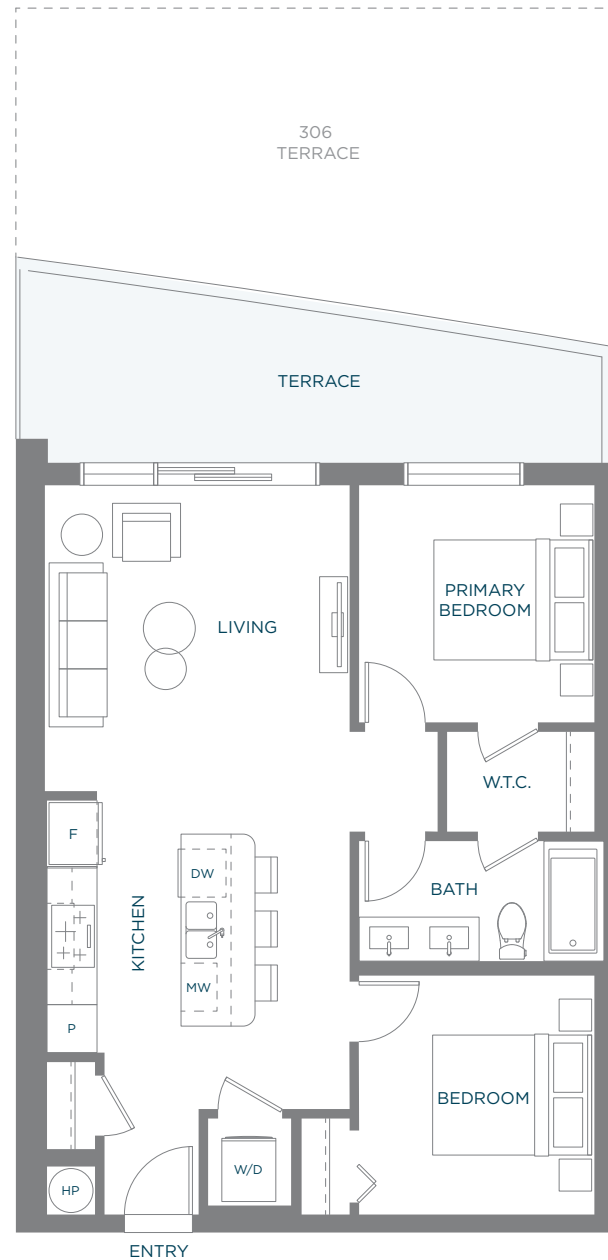 306
TERRACE
TERRACE
PRIMARY
BEDROOM
LIVING
W.T.C.
F
DW
BATH
KITCHEN
MW
P
BEDROOM
W/D
HP
ENTRY